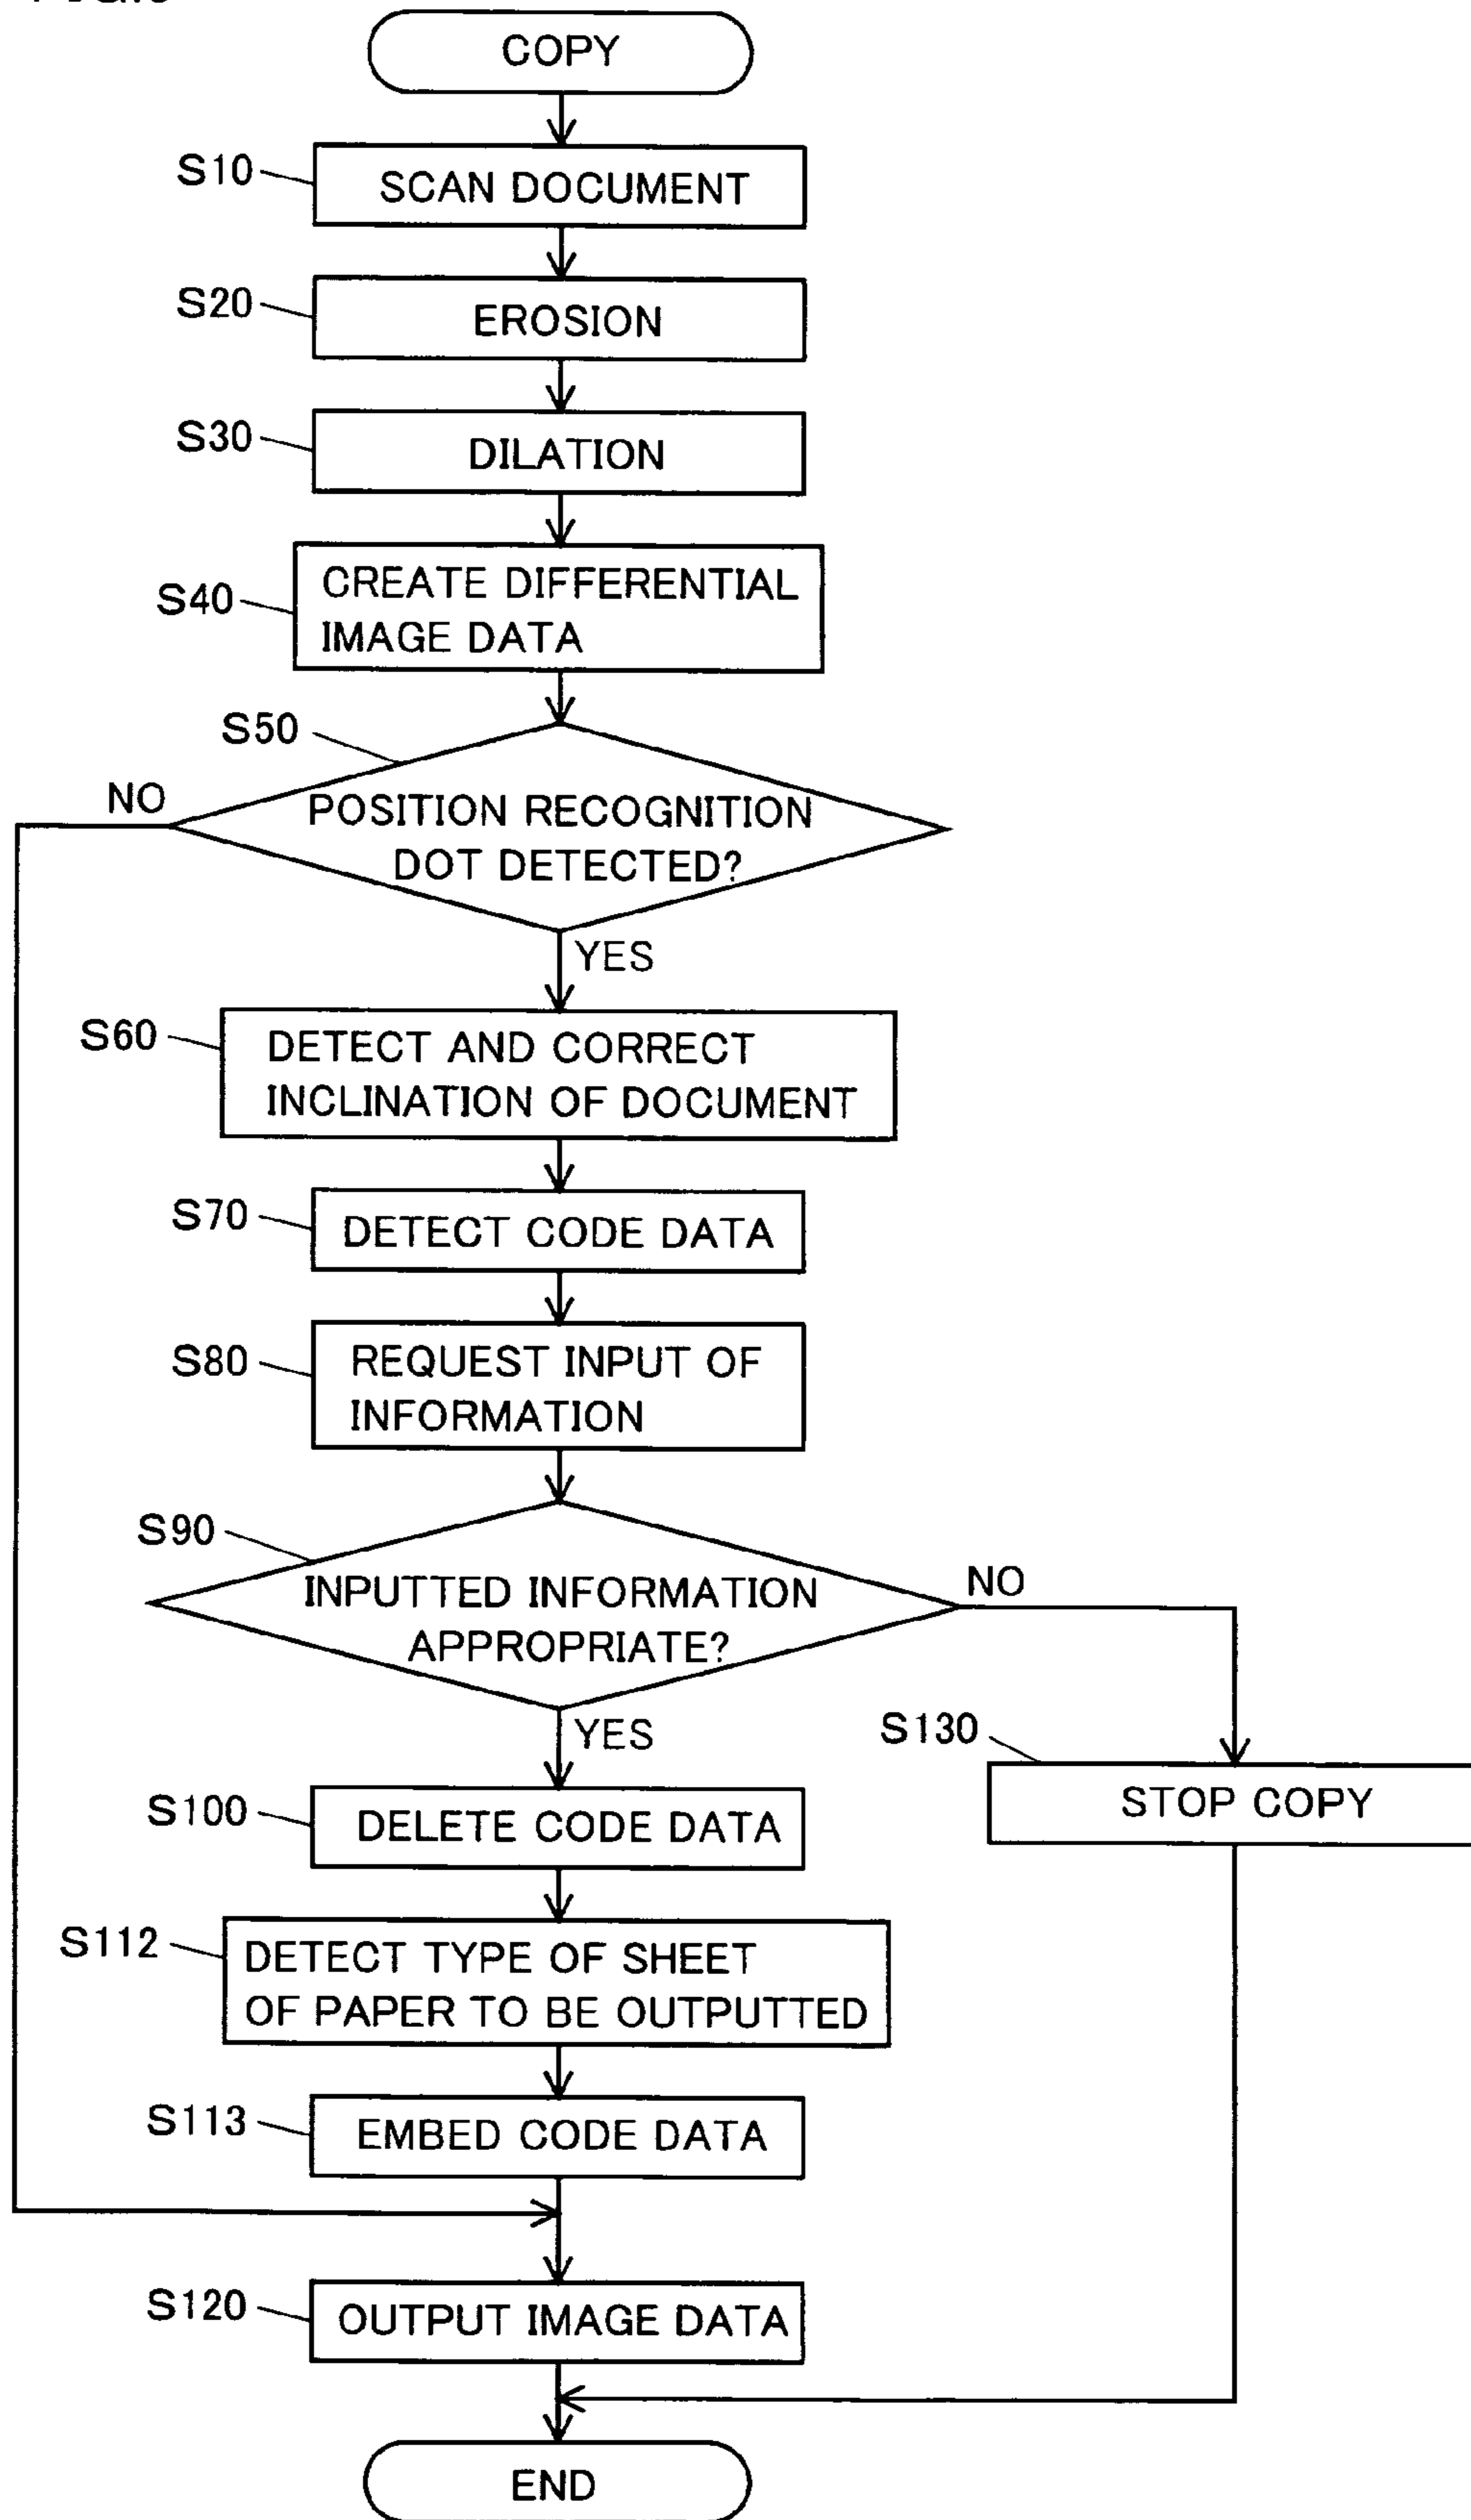 COPY
S10
SCAN DOCUMENT
S20
EROSION
S30
DILATION
S40
CREATE DIFFERENTIAL
IMAGE DATA
S50
NO
POSITION RECOGNITION
DOT DETECTED?
YES
S60
DETECT AND CORRECT
INCLINATION OF DOCUMENT
S70
DETECT CODE DATA
S80
REQUEST INPUT OF
INFORMATION
S90
INPUTTED INFORMATION
APPROPRIATE?
NO
YES
S130
STOP COPY
S100
DELETE CODE DATA
S112
DETECT TYPE OF SHEET
OF PAPER TO BE OUTPUTTED
S113
EMBED CODE DATA
S120
OUTPUT IMAGE DATA
END